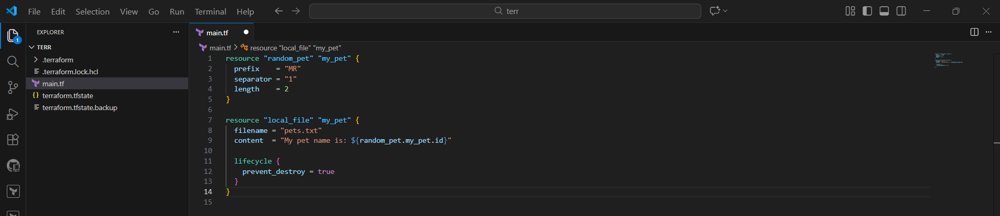 File Edit Selection View Go Run Terminal Help
terr
EXPLORER
main.tf
1
TERR
main.tf > resource "local_file" "my_pet"
.terraform
.terraform.lock.hcl
main.tf
terraform.tfstate
terraform.tfstate.backup
1 resource "random_pet" "my_pet" {
2 prefix = "MR"
3 separator = "1"
4 length = 2
5 }
6
7 resource "local_file" "my_pet" {
8 filename = "pets.txt"
9 content = "My pet name is: ${random_pet.my_pet.id}"
10
11 lifecycle {
12 prevent_destroy = true
13 }
14 }
15